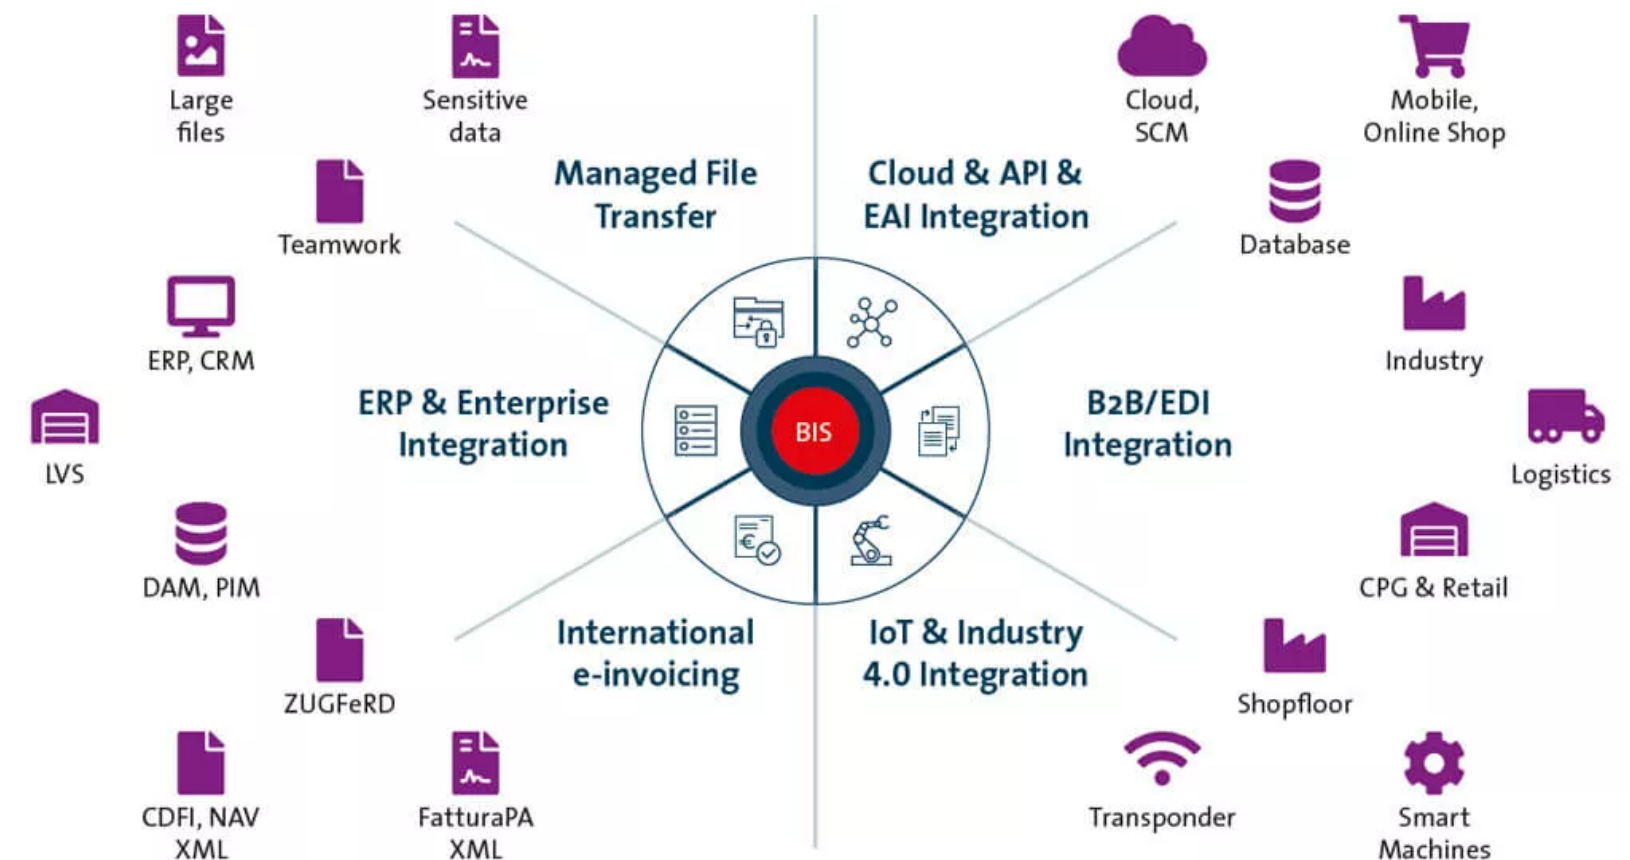 Large
files
Sensitive
data
Teamwork
Managed File
Transfer
Cloud & API &
EAI Integration
Cloud,
SCM
Mobile,
Online Shop
Database
ERP, CRM
LVS
DAM, PIM
ERP & Enterprise
Integration
BIS
B2B/EDI
Integration
Industry
Logistics
CPG & Retail
International
e-invoicing
ZUGFeRD
CDFI, NAV
XML
FatturaPA
XML
IoT & Industry
4.0 Integration
Shopfloor
Transponder
Smart
Machines